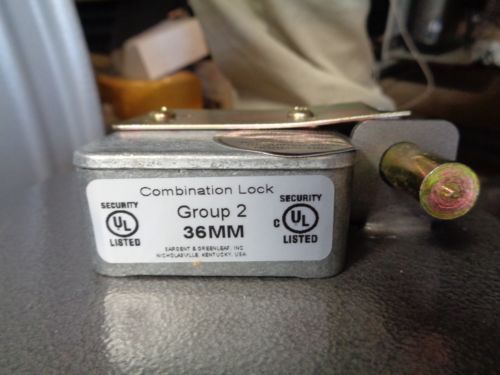 Combination Lock
SECURITY
UL
LISTED
Group 2
36MM
SARGENT & GREENLEAF, INC.
NICHOLASVILLE, KENTUCKY, USA
SECURITY
C UL
LISTED